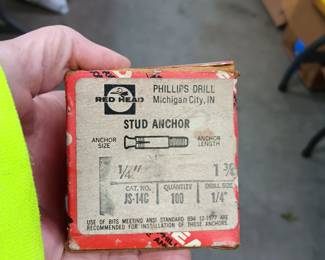 RED HEAD
PHILLIPS DRILL
Michigan City, IN
STUD ANCHOR
ANCHOR SIZE
ANCHOR LENGTH
1/4"
1 3/
CAT. NO.
QUANTITY
DRILL SIZE
JS-14C
100
1/4"
USE OF BITS MEETING ANSI STANDARD B94 12-1977 ARE
RECOMMENDED FOR INSTALLATION OF THESE ANCHORS.